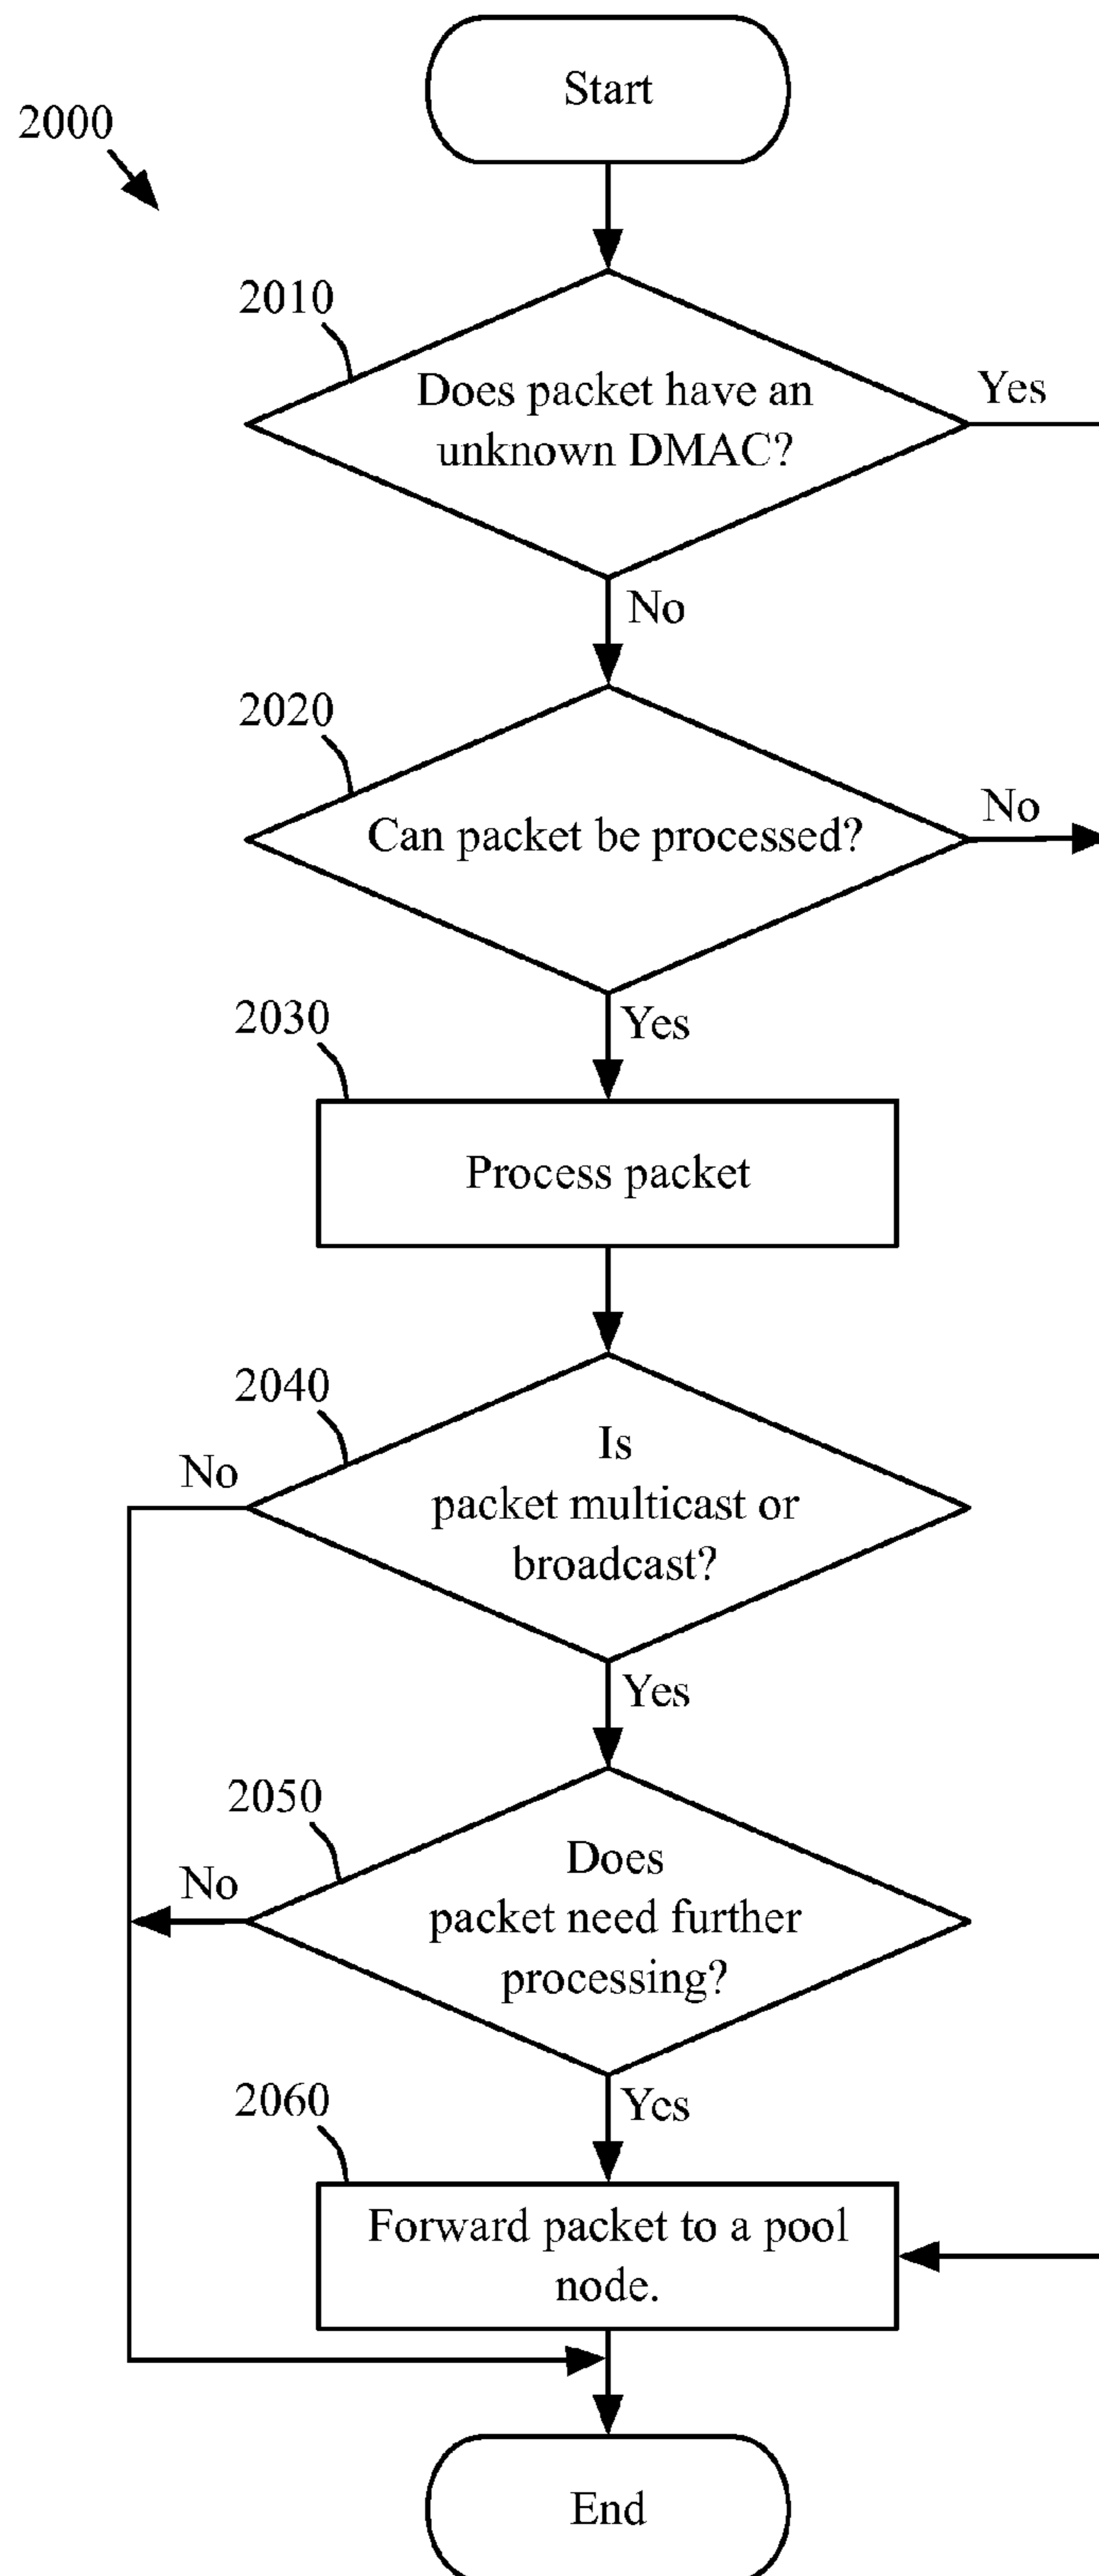 Start
2000
2010
Does packet have an
unknown DMAC?
Yes
No
2020
Can packet be processed?
No
Yes
2030
Process packet
2040
Is
packet multicast or
broadcast?
No
Yes
2050
Does
packet need further
processing?
No
Yes
2060
Forward packet to a pool
node.
End